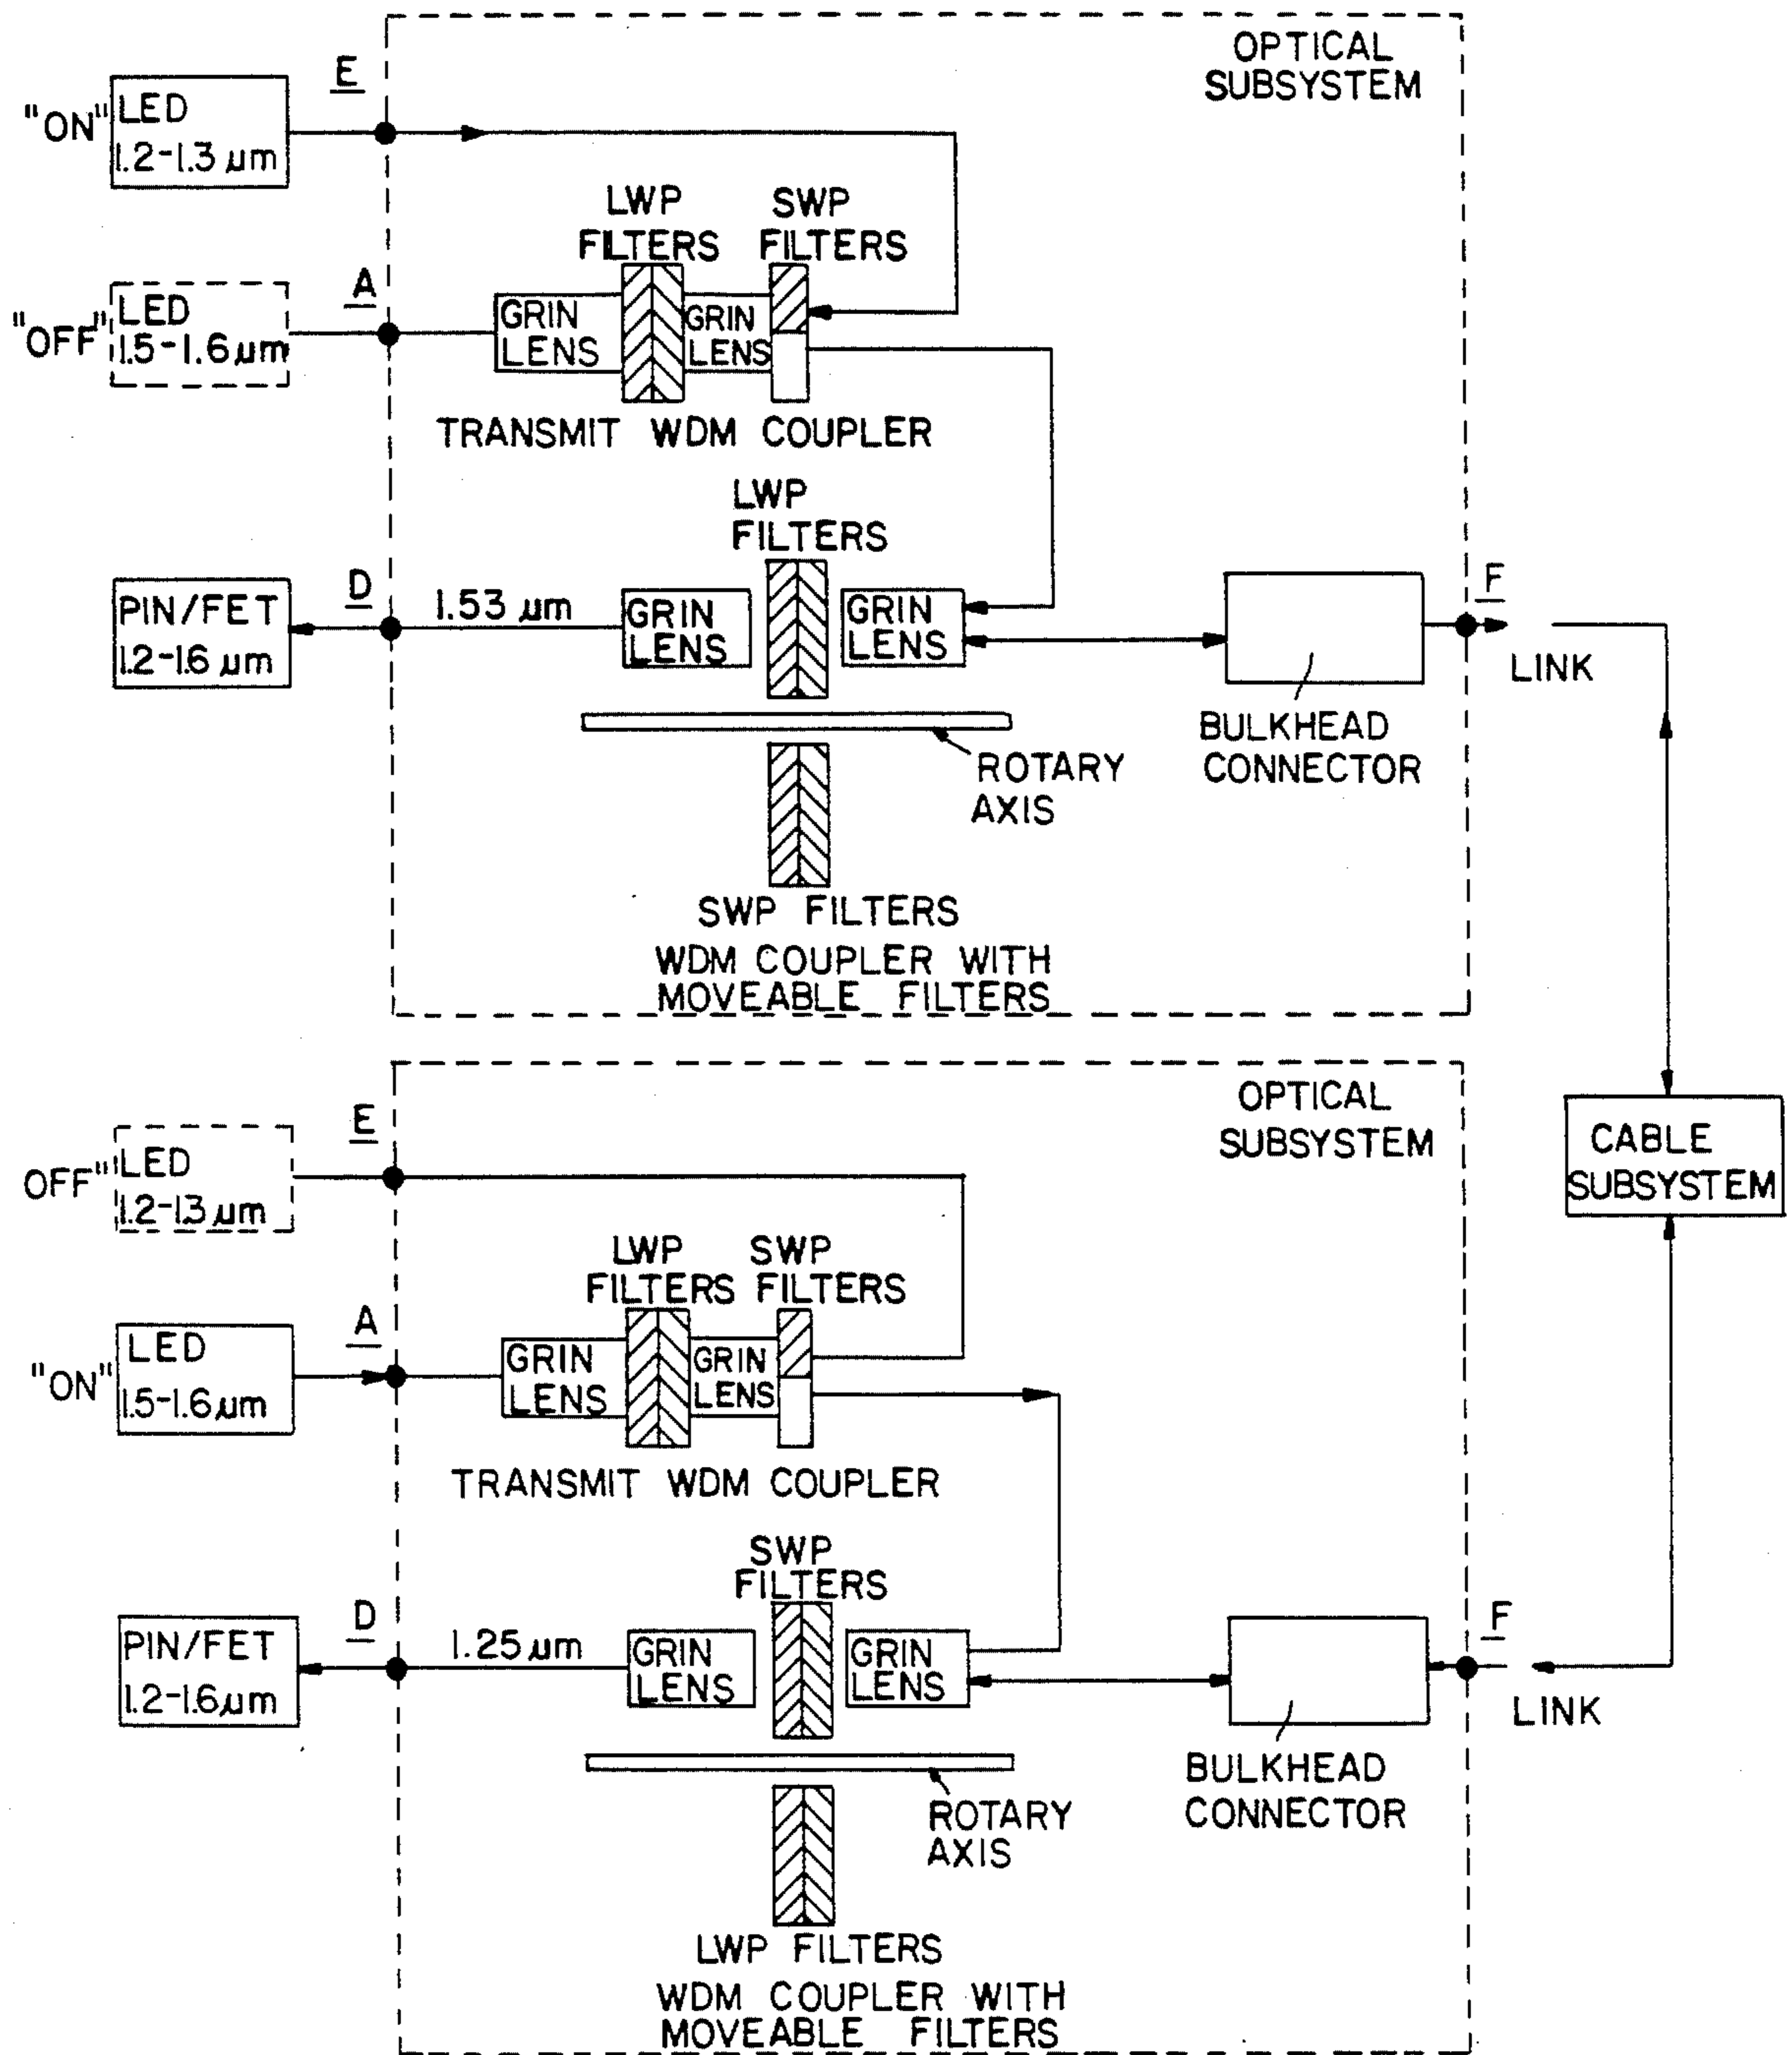 OPTICAL
SUBSYSTEM
E
"ON"
LED
1.2-1.3 µm
LWP
FILTERS
SWP
FILTERS
A
"OFF"
LED
1.5-1.6 µm
GRIN
LENS
GRIN
LENS
TRANSMIT WDM COUPLER
LWP
FILTERS
D
PIN/FET
1.2-1.6 µm
1.53 µm
GRIN
LENS
GRIN
LENS
F
LINK
BULKHEAD
CONNECTOR
ROTARY
AXIS
SWP FILTERS
WDM COUPLER WITH
MOVEABLE FILTERS
OPTICAL
SUBSYSTEM
CABLE
SUBSYSTEM
E
OFF"
LED
1.2-1.3 µm
LWP
FILTERS
SWP
FILTERS
A
"ON"
LED
1.5-1.6 µm
GRIN
LENS
GRIN
LENS
TRANSMIT WDM COUPLER
SWP
FILTERS
D
PIN/FET
1.2-1.6 µm
1.25 µm
GRIN
LENS
GRIN
LENS
F
LINK
BULKHEAD
CONNECTOR
ROTARY
AXIS
LWP FILTERS
WDM COUPLER WITH
MOVEABLE FILTERS